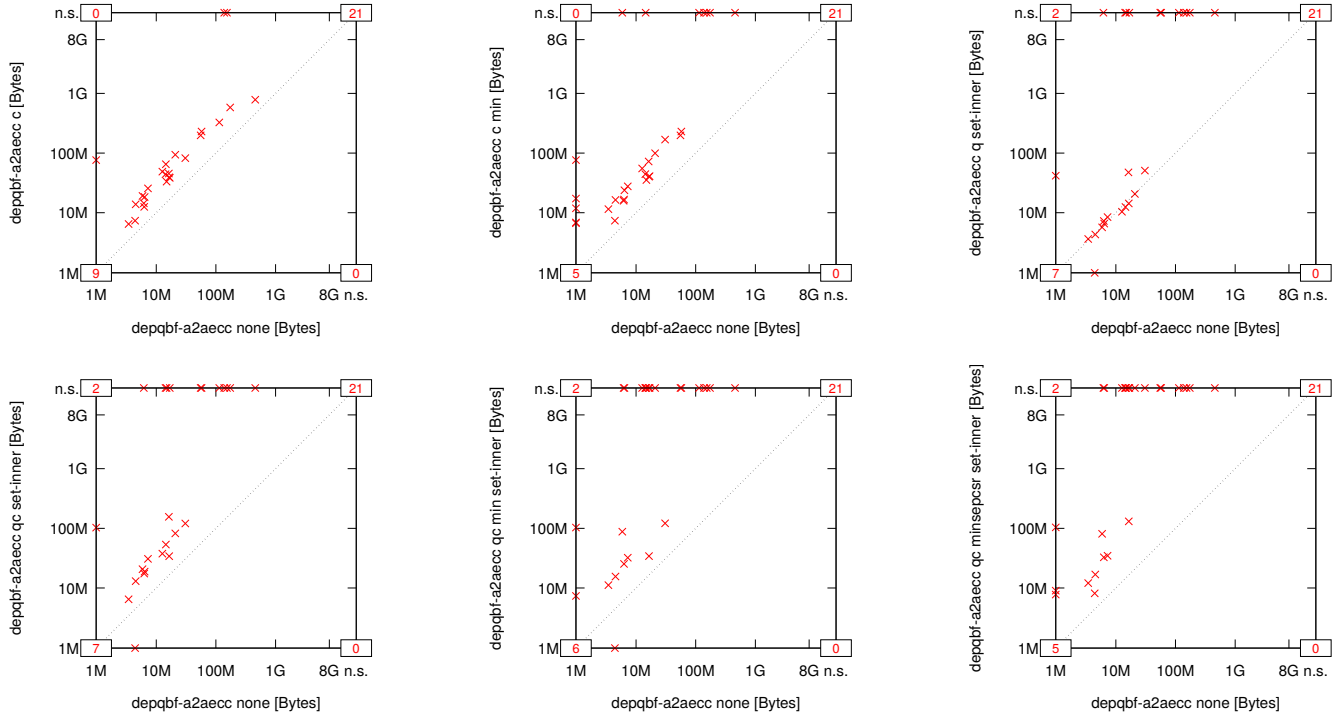 n.s. 0 21
8G
depqbf-a2aecc c [Bytes]
1G
100M
10M
1M 9 0
1M 10M 100M 1G 8G n.s.
depqbf-a2aecc none [Bytes]
n.s. 0 21
8G
depqbf-a2aecc c min [Bytes]
1G
100M
10M
1M 5 0
1M 10M 100M 1G 8G n.s.
depqbf-a2aecc none [Bytes]
n.s. 2 21
8G
depqbf-a2aecc q set-inner [Bytes]
1G
100M
10M
1M 7 0
1M 10M 100M 1G 8G n.s.
depqbf-a2aecc none [Bytes]
n.s. 2 21
8G
depqbf-a2aecc qc set-inner [Bytes]
1G
100M
10M
1M 7 0
1M 10M 100M 1G 8G n.s.
depqbf-a2aecc none [Bytes]
n.s. 2 21
8G
depqbf-a2aecc qc min set-inner [Bytes]
1G
100M
10M
1M 6 0
1M 10M 100M 1G 8G n.s.
depqbf-a2aecc none [Bytes]
n.s. 2 21
8G
depqbf-a2aecc qc minsepcsr set-inner [Bytes]
1G
100M
10M
1M 5 0
1M 10M 100M 1G 8G n.s.
depqbf-a2aecc none [Bytes]